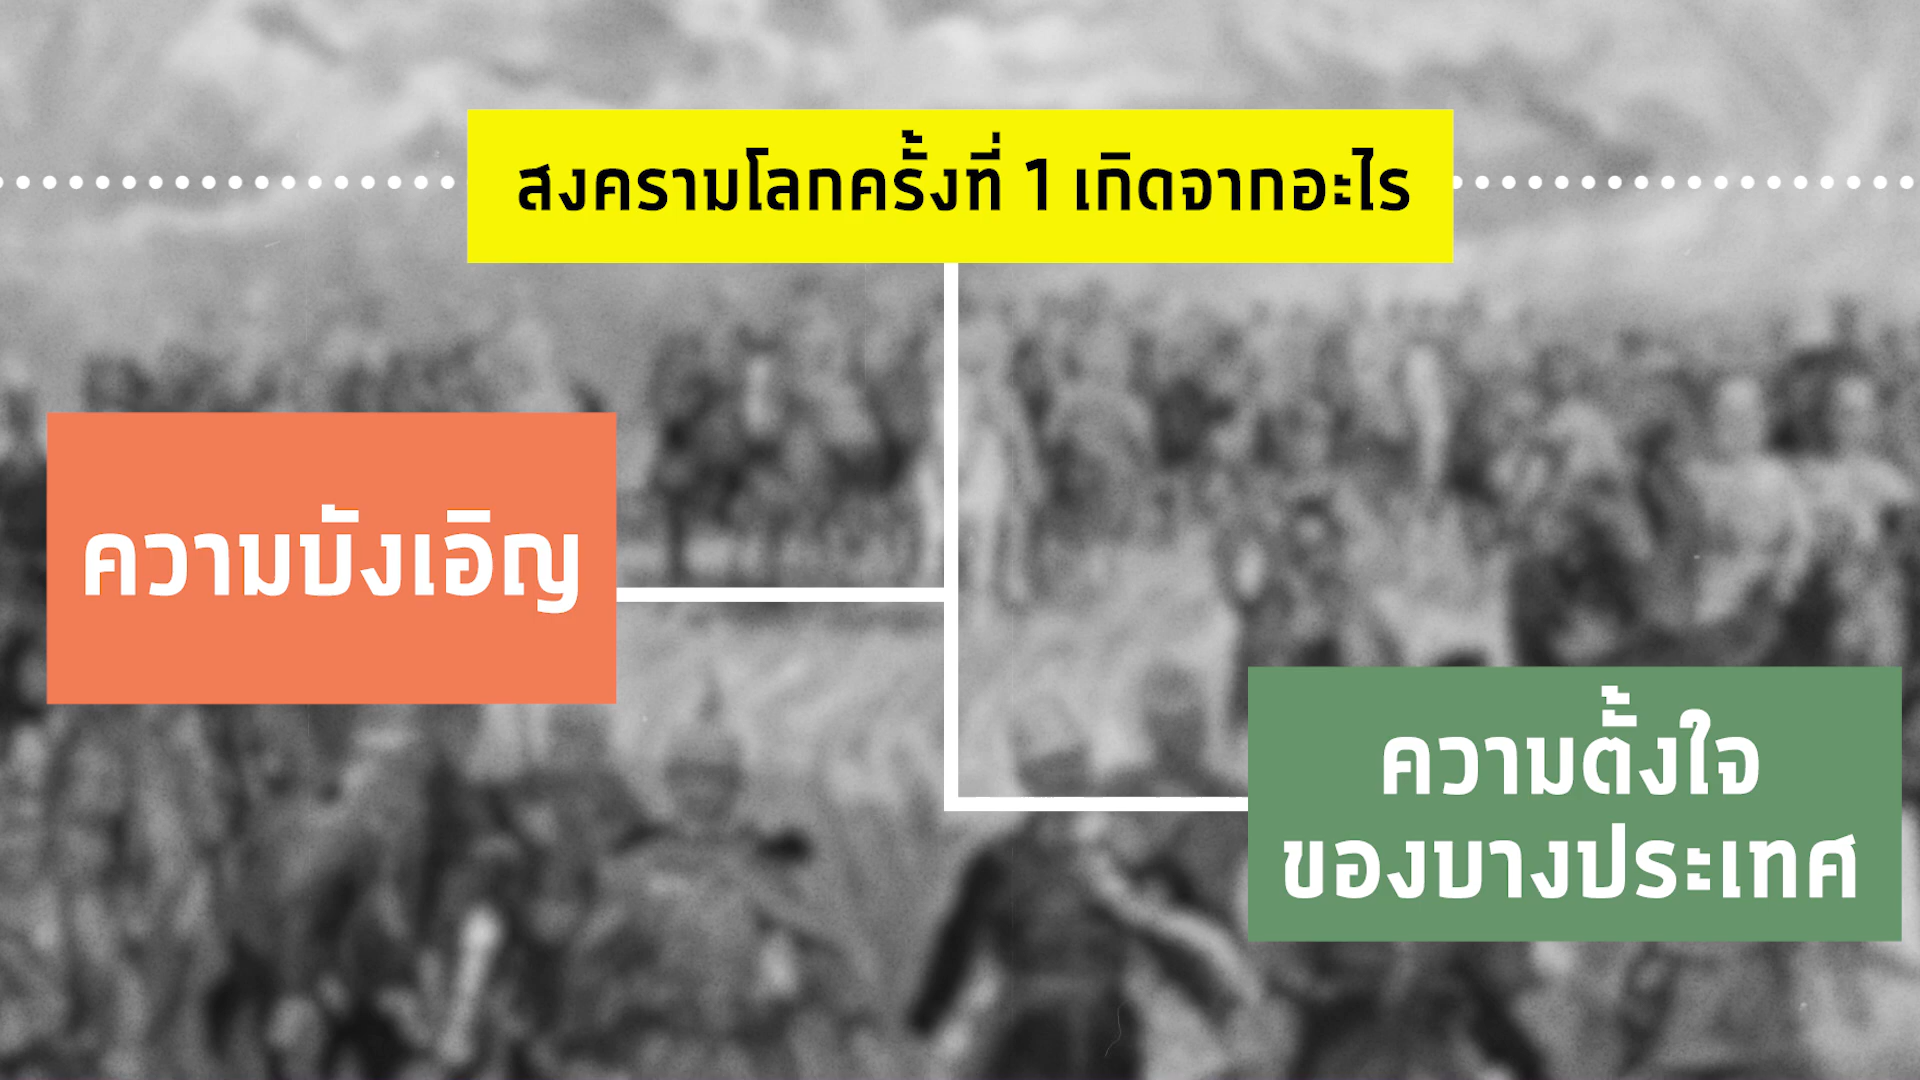 สงครามโลกครั้งที่ 1 เกิดจากอะไร
ความบังเอิญ
ความตั้งใจ
ของบางประเทศ